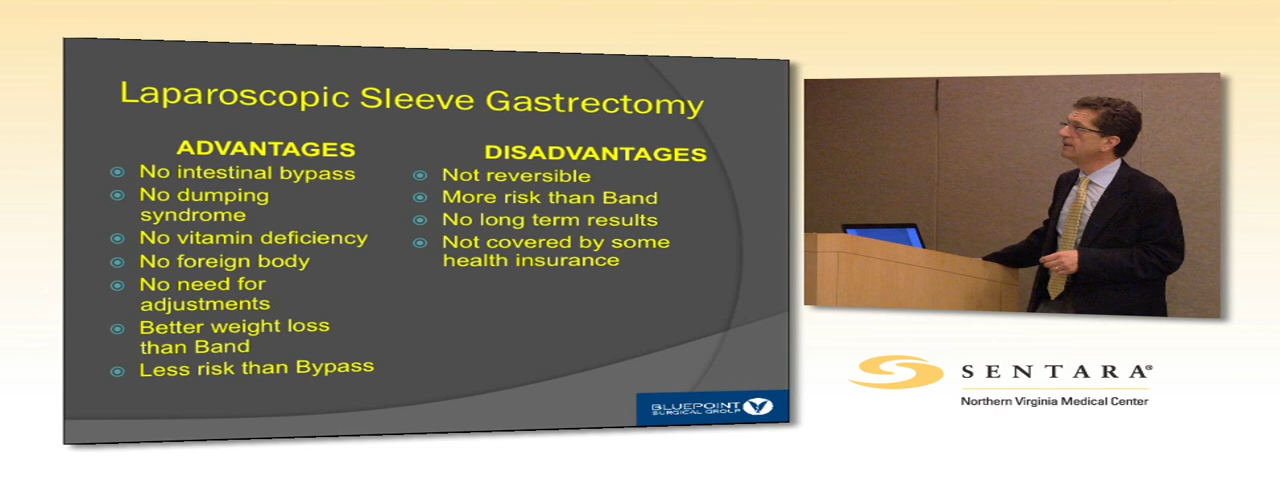 Laparoscopic Sleeve Gastrectomy
ADVANTAGES
No intestinal bypass
No dumping
syndrome
No vitamin deficiency
No foreign body
No need for
adjustments
Better weight loss
than Band
Less risk than Bypass
DISADVANTAGES
Not reversible
More risk than Band
No long term results
Not covered by some
health insurance
BLUEPOINT
SURGICAL GROUP
SENTARA®
Northern Virginia Medical Center